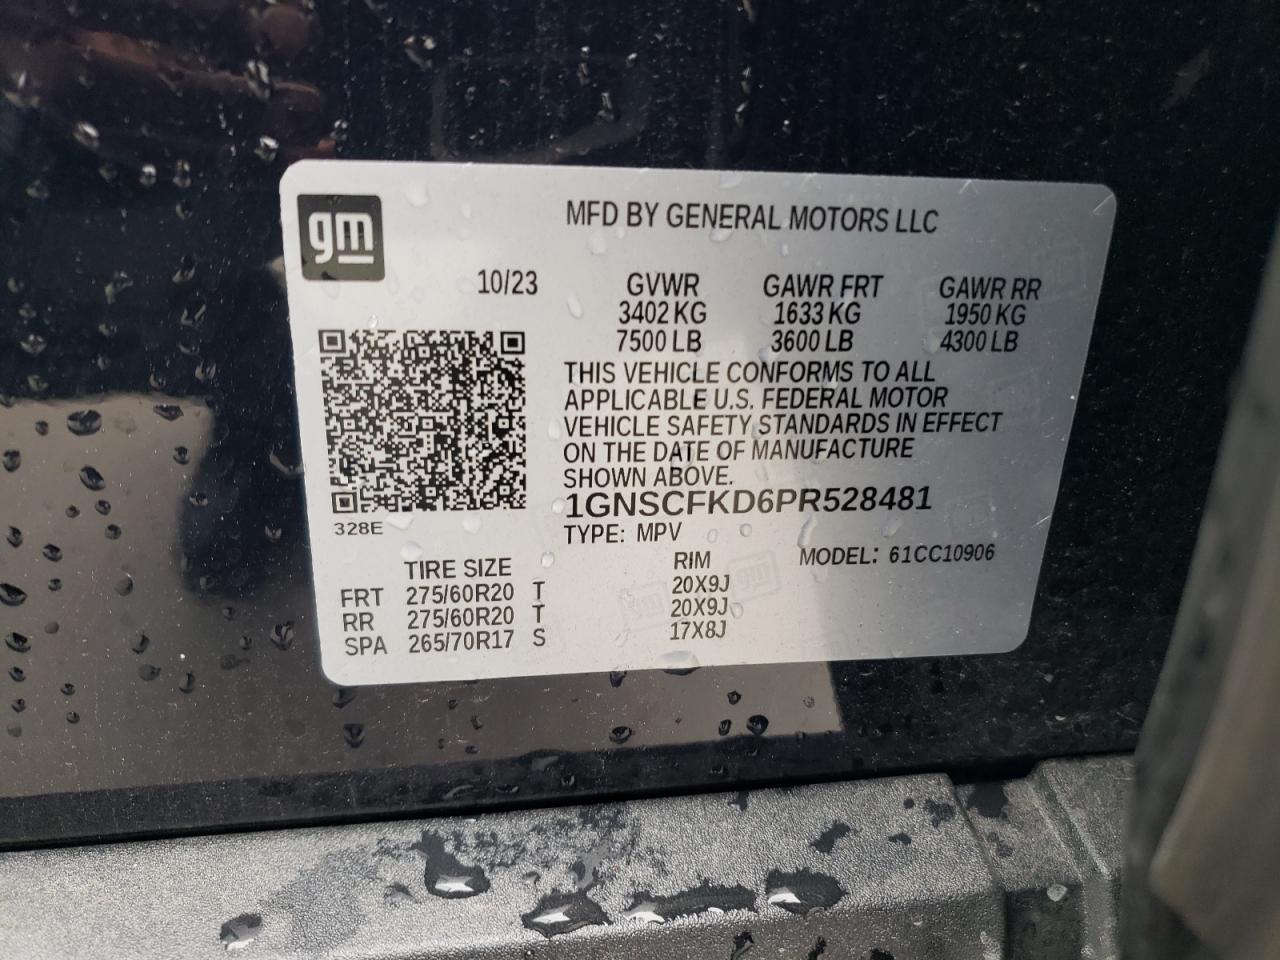 gm
MFD BY GENERAL MOTORS LLC
10/23 GVWR GAWR FRT GAWR RR
3402 KG 1633 KG 1950 KG
7500 LB 3600 LB 4300 LB
THIS VEHICLE CONFORMS TO ALL
APPLICABLE U.S. FEDERAL MOTOR
VEHICLE SAFETY STANDARDS IN EFFECT
ON THE DATE OF MANUFACTURE
SHOWN ABOVE.
1GNSCFKD6PR528481
328E
TYPE: MPV
TIRE SIZE RIM MODEL: 61CC10906
FRT 275/60R20 T 20X9J
RR 275/60R20 T 20X9J
SPA 265/70R17 S 17X8J